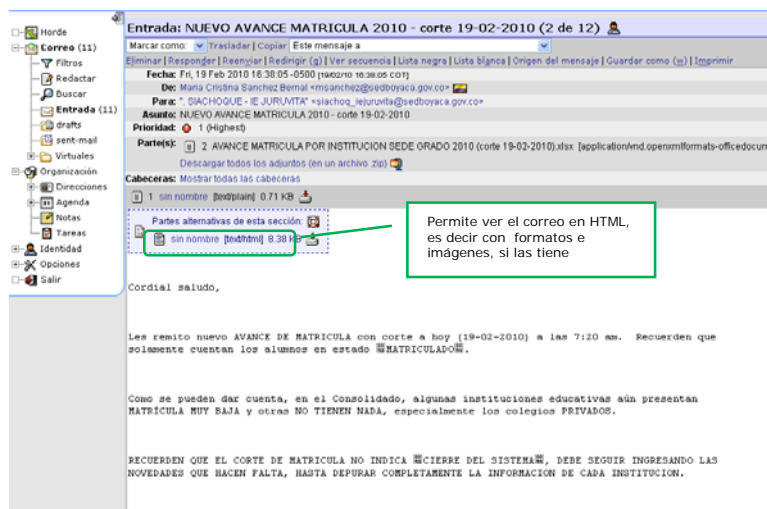 Horde
Correo (11)
Filtros
Redactar
Buscar
Entrada (11)
drafts
sent-mail
Virtuales
Organización
Direcciones
Agenda
Notas
Tareas
Identidad
Opciones
Salir
Entrada: NUEVO AVANCE MATRICULA 2010 - corte 19-02-2010 (2 de 12)
Marcar como: Trasladar | Copiar Este mensaje a
Eliminar | Responder | Reenviar | Redirigir (g) | Ver secuencia | Lista negra | Lista blanca | Origen del mensaje | Guardar como (w) | Imprimir
Fecha: Fri, 19 Feb 2010 16:38:05 -0500 [19/02/10 16:38:05 COT]
De: Maria Cristina Sanchez Bernal <msanchez@sedboyaca.gov.co>
Para: ". SIACHOQUE - IE JURUVITA" <siachoq_iejuruvita@sedboyaca.gov.co>
Asunto: NUEVO AVANCE MATRICULA 2010 - corte 19-02-2010
Prioridad: 1 (Highest)
Parte(s): 2 AVANCE MATRICULA POR INSTITUCION SEDE GRADO 2010 (corte 19-02-2010).xlsx [application/vnd.openxmlformats-officedocum
Descargar todos los adjuntos (en un archivo .zip)
Cabeceras: Mostrar todas las cabeceras
1 sin nombre [text/plain] 0.71 KB
Partes alternativas de esta sección:
sin nombre [text/html] 8.38 KB
Permite ver el correo en HTML,
es decir con formatos e
imágenes, si las tiene
Cordial saludo,
Les remito nuevo AVANCE DE MATRICULA con corte a hoy (19-02-2010) a las 7:20 am. Recuerden que
solamente cuentan los alumnos en estado MATRICULADO.
Como se pueden dar cuenta, en el Consolidado, algunas instituciones educativas aún presentan
MATRÍCULA MUY BAJA y otras NO TIENEN NADA, especialmente los colegios PRIVADOS.
RECUERDEN QUE EL CORTE DE MATRICULA NO INDICA CIERRE DEL SISTEMA, DEBE SEGUIR INGRESANDO LAS
NOVEDADES QUE HACEN FALTA, HASTA DEPURAR COMPLETAMENTE LA INFORMACION DE CADA INSTITUCION.